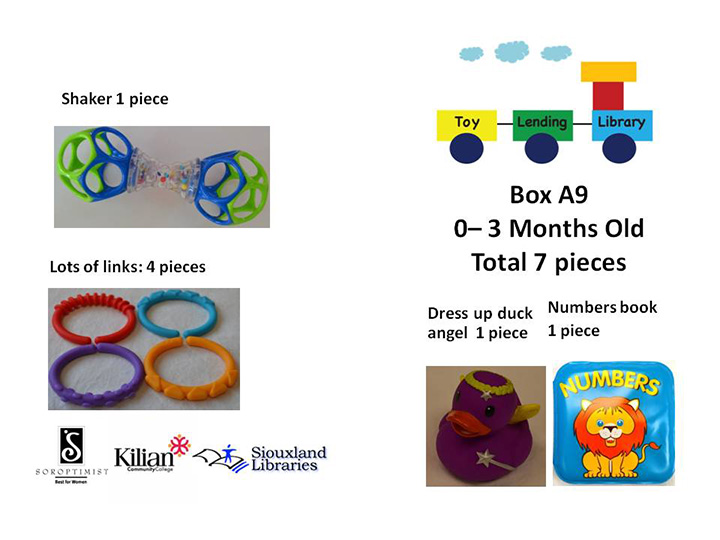 Shaker 1 piece
Lots of links: 4 pieces
S
SOROPTIMIST
Best for Women
Kilian
CommunityCollege
Siouxland
Libraries
Toy Lending Library
Box A9
0– 3 Months Old
Total 7 pieces
Dress up duck
angel 1 piece
Numbers book
1 piece
NUMBERS